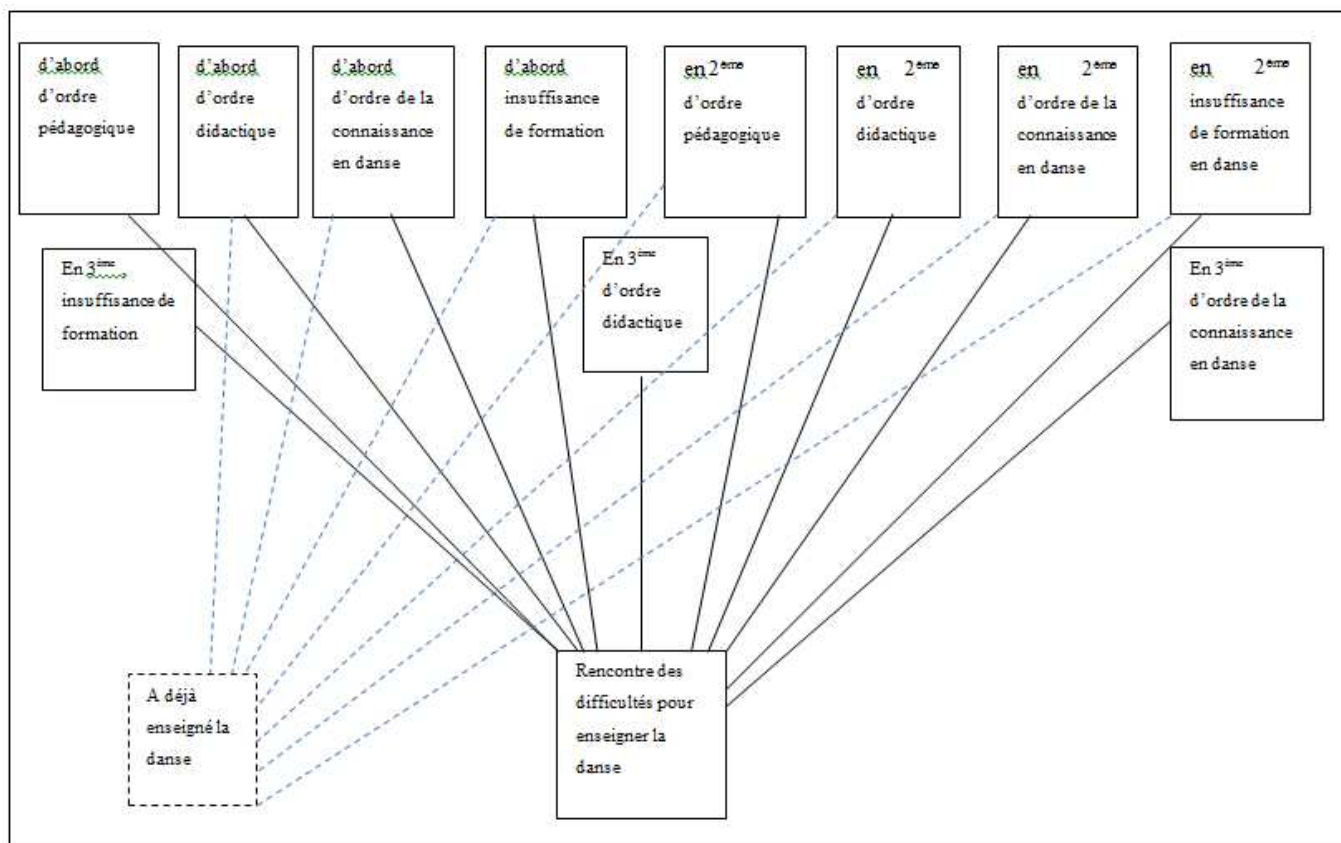 d'abord
d'ordre
pédagogique
d'abord
d'ordre
didactique
d'abord
d'ordre de la
connaissance
en danse
d'abord
insuffisance
de formation
en 2ème
d'ordre
pédagogique
en 2ème
d'ordre
didactique
en 2ème
d'ordre de la
connaissance
en danse
en 2ème
insuffisance
de formation
en danse
En 3ème,
insuffisance de
formation
En 3ème
d'ordre
didactique
En 3ème
d'ordre de la
connaissance
en danse
A déjà
enseigné la
danse
Rencontre des
difficultés pour
enseigner la
danse